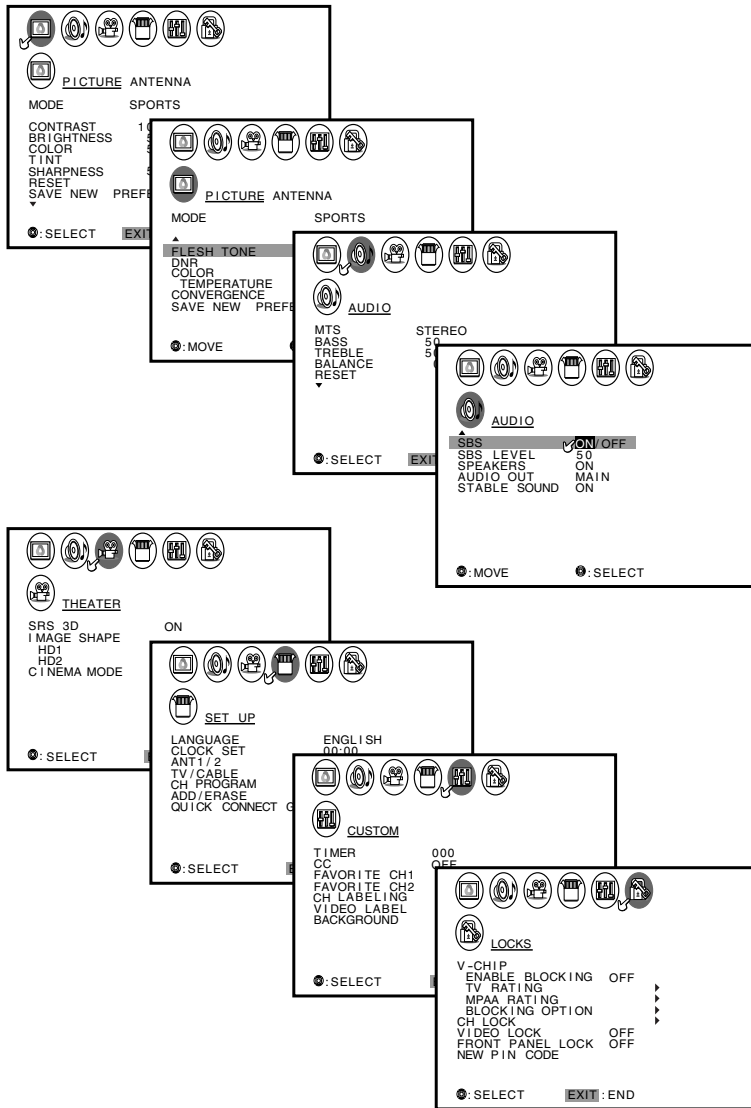 PICTURE ANTENNA
MODE SPORTS
CONTRAST
BRIGHTNESS
COLOR
TINT
SHARPNESS
RESET
SAVE NEW
:SELECT
PICTURE ANTENNA
MODE SPORTS
FLESH TONE
DNR
COLOR
TEMPERATURE
CONVERGENCE
SAVE NEW
:MOVE
AUDIO
MTS STEREO
BASS 50
TREBLE 50
BALANCE
RESET
:SELECT
AUDIO
SBS ON/OFF
SBS LEVEL 50
SPEAKERS ON
AUDIO OUT MAIN
STABLE SOUND ON
:MOVE :SELECT
THEATER
SRS 3D ON
IMAGE SHAPE
HD1
HD2
CINEMA MODE
:SELECT
SET UP
LANGUAGE ENGLISH
CLOCK SET 00:00
ANT1/2
TV/CABLE
CH PROGRAM
ADD/ERASE
QUICK CONNECT G
:SELECT
CUSTOM
TIMER 000
CC OFF
FAVORITE CH1
FAVORITE CH2
CH LABELING
VIDEO LABEL
BACKGROUND
:SELECT
LOCKS
V-CHIP
ENABLE BLOCKING OFF
TV RATING
MPAA RATING
BLOCKING OPTION
CH LOCK
VIDEO LOCK OFF
FRONT PANEL LOCK OFF
NEW PIN CODE
:SELECT EXIT :END